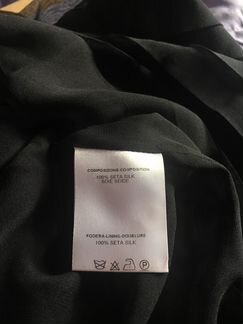 COMPOSIZIONE-COMPOSITION
100% SETA SILK
SOIE SEIDE
FODERA-LINING-DOUBLURE
100% SETA SILK
P